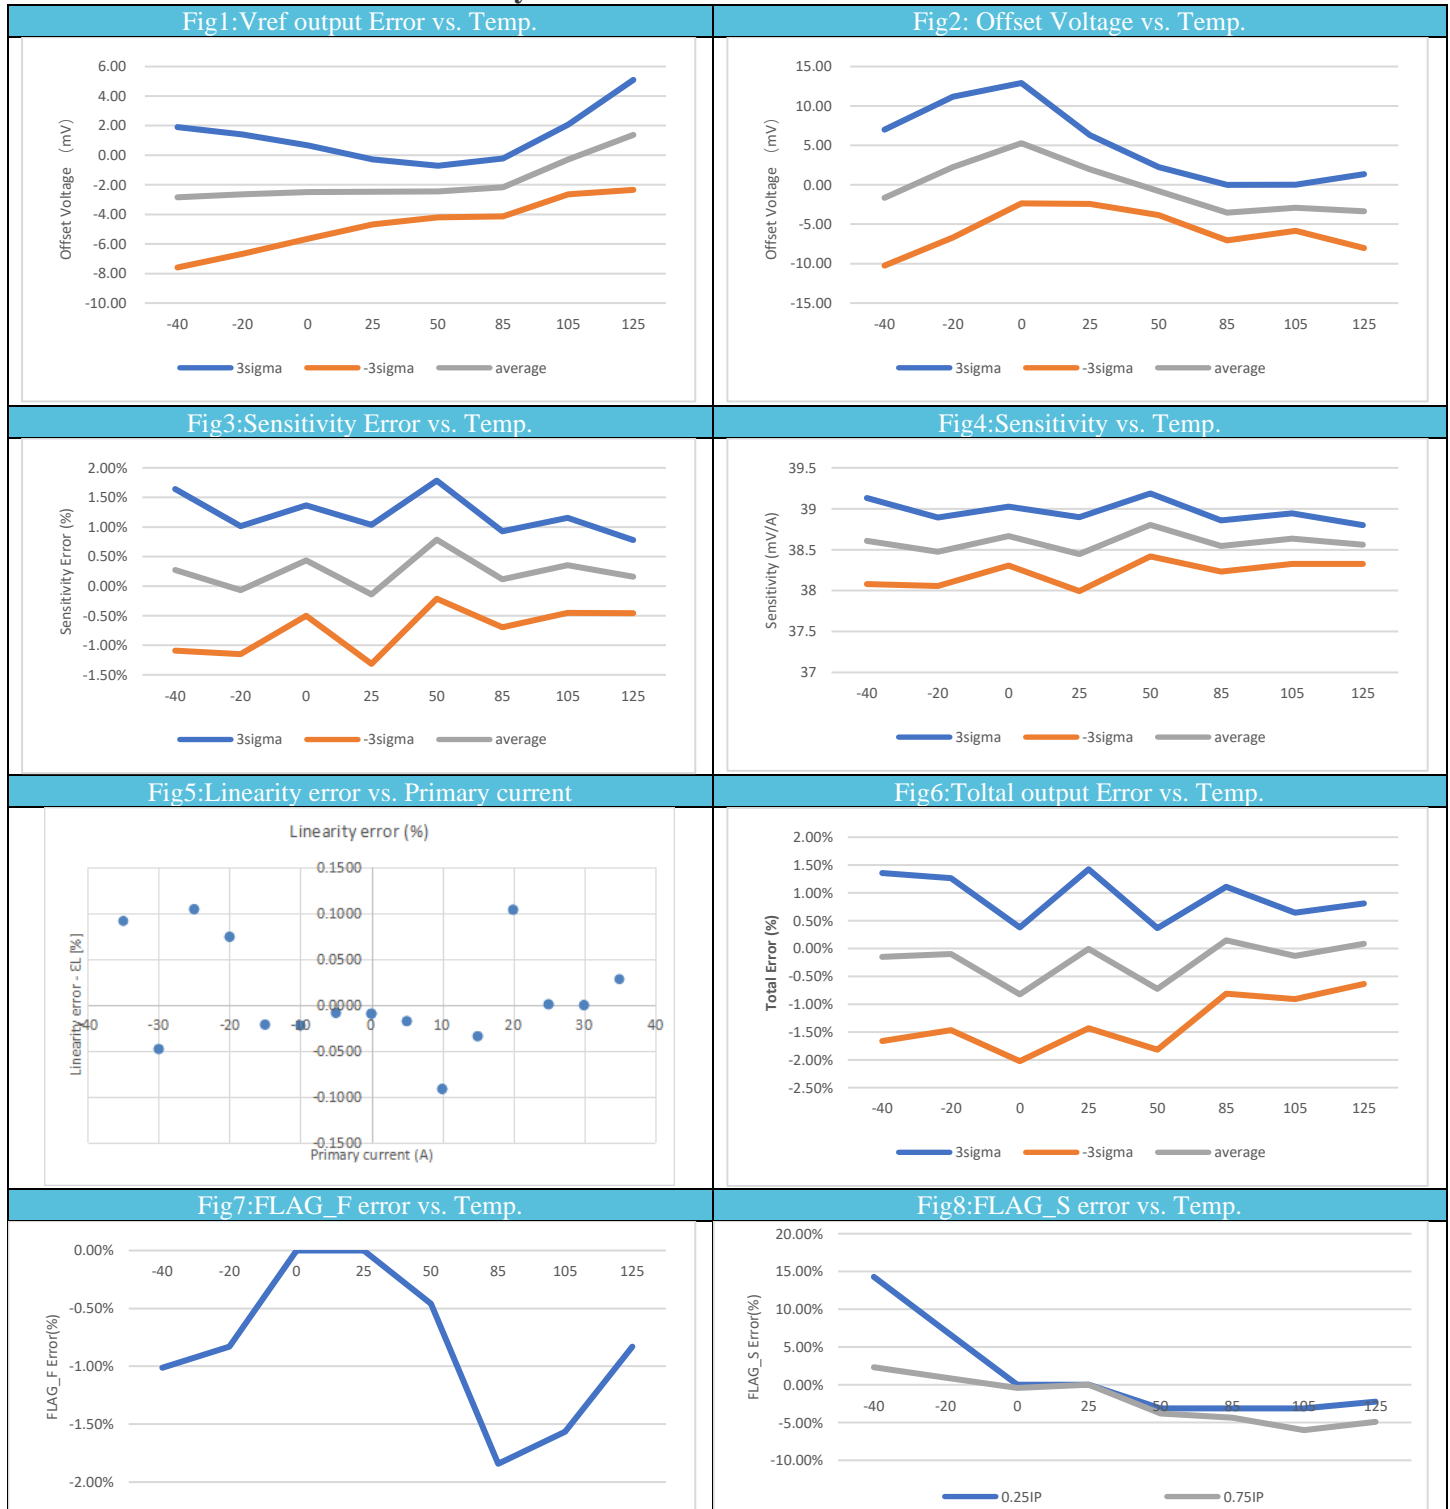 Fig1:Vref output Error vs. Temp.
6.00
4.00
2.00
0.00
-2.00
-4.00
-6.00
-8.00
-10.00
Offset Voltage （mV）
-40 -20 0 25 50 85 105 125
3sigma -3sigma average
Fig2: Offset Voltage vs. Temp.
15.00
10.00
5.00
0.00
-5.00
-10.00
-15.00
Offset Voltage （mV）
-40 -20 0 25 50 85 105 125
3sigma -3sigma average
Fig3:Sensitivity Error vs. Temp.
2.00%
1.50%
1.00%
0.50%
0.00%
-0.50%
-1.00%
-1.50%
Sensitivity Error (%)
-40 -20 0 25 50 85 105 125
3sigma -3sigma average
Fig4:Sensitivity vs. Temp.
39.5
39
38.5
38
37.5
37
Sensitivity (mV/A)
-40 -20 0 25 50 85 105 125
3sigma -3sigma average
Fig5:Linearity error vs. Primary current
Linearity error (%)
0.1500
0.1000
0.0500
0.0000
-0.0500
-0.1000
-0.1500
Linearity error - εL [%]
-40 -30 -20 -10 0 10 20 30 40
Primary current (A)
Fig6:Toltal output Error vs. Temp.
2.00%
1.50%
1.00%
0.50%
0.00%
-0.50%
-1.00%
-1.50%
-2.00%
-2.50%
Total Error (%)
-40 -20 0 25 50 85 105 125
3sigma -3sigma average
Fig7:FLAG_F error vs. Temp.
0.00%
-0.50%
-1.00%
-1.50%
-2.00%
FLAG_F Error(%)
-40 -20 0 25 50 85 105 125
Fig8:FLAG_S error vs. Temp.
20.00%
15.00%
10.00%
5.00%
0.00%
-5.00%
-10.00%
FLAG_S Error(%)
-40 -20 0 25 50 85 105 125
0.25IP 0.75IP